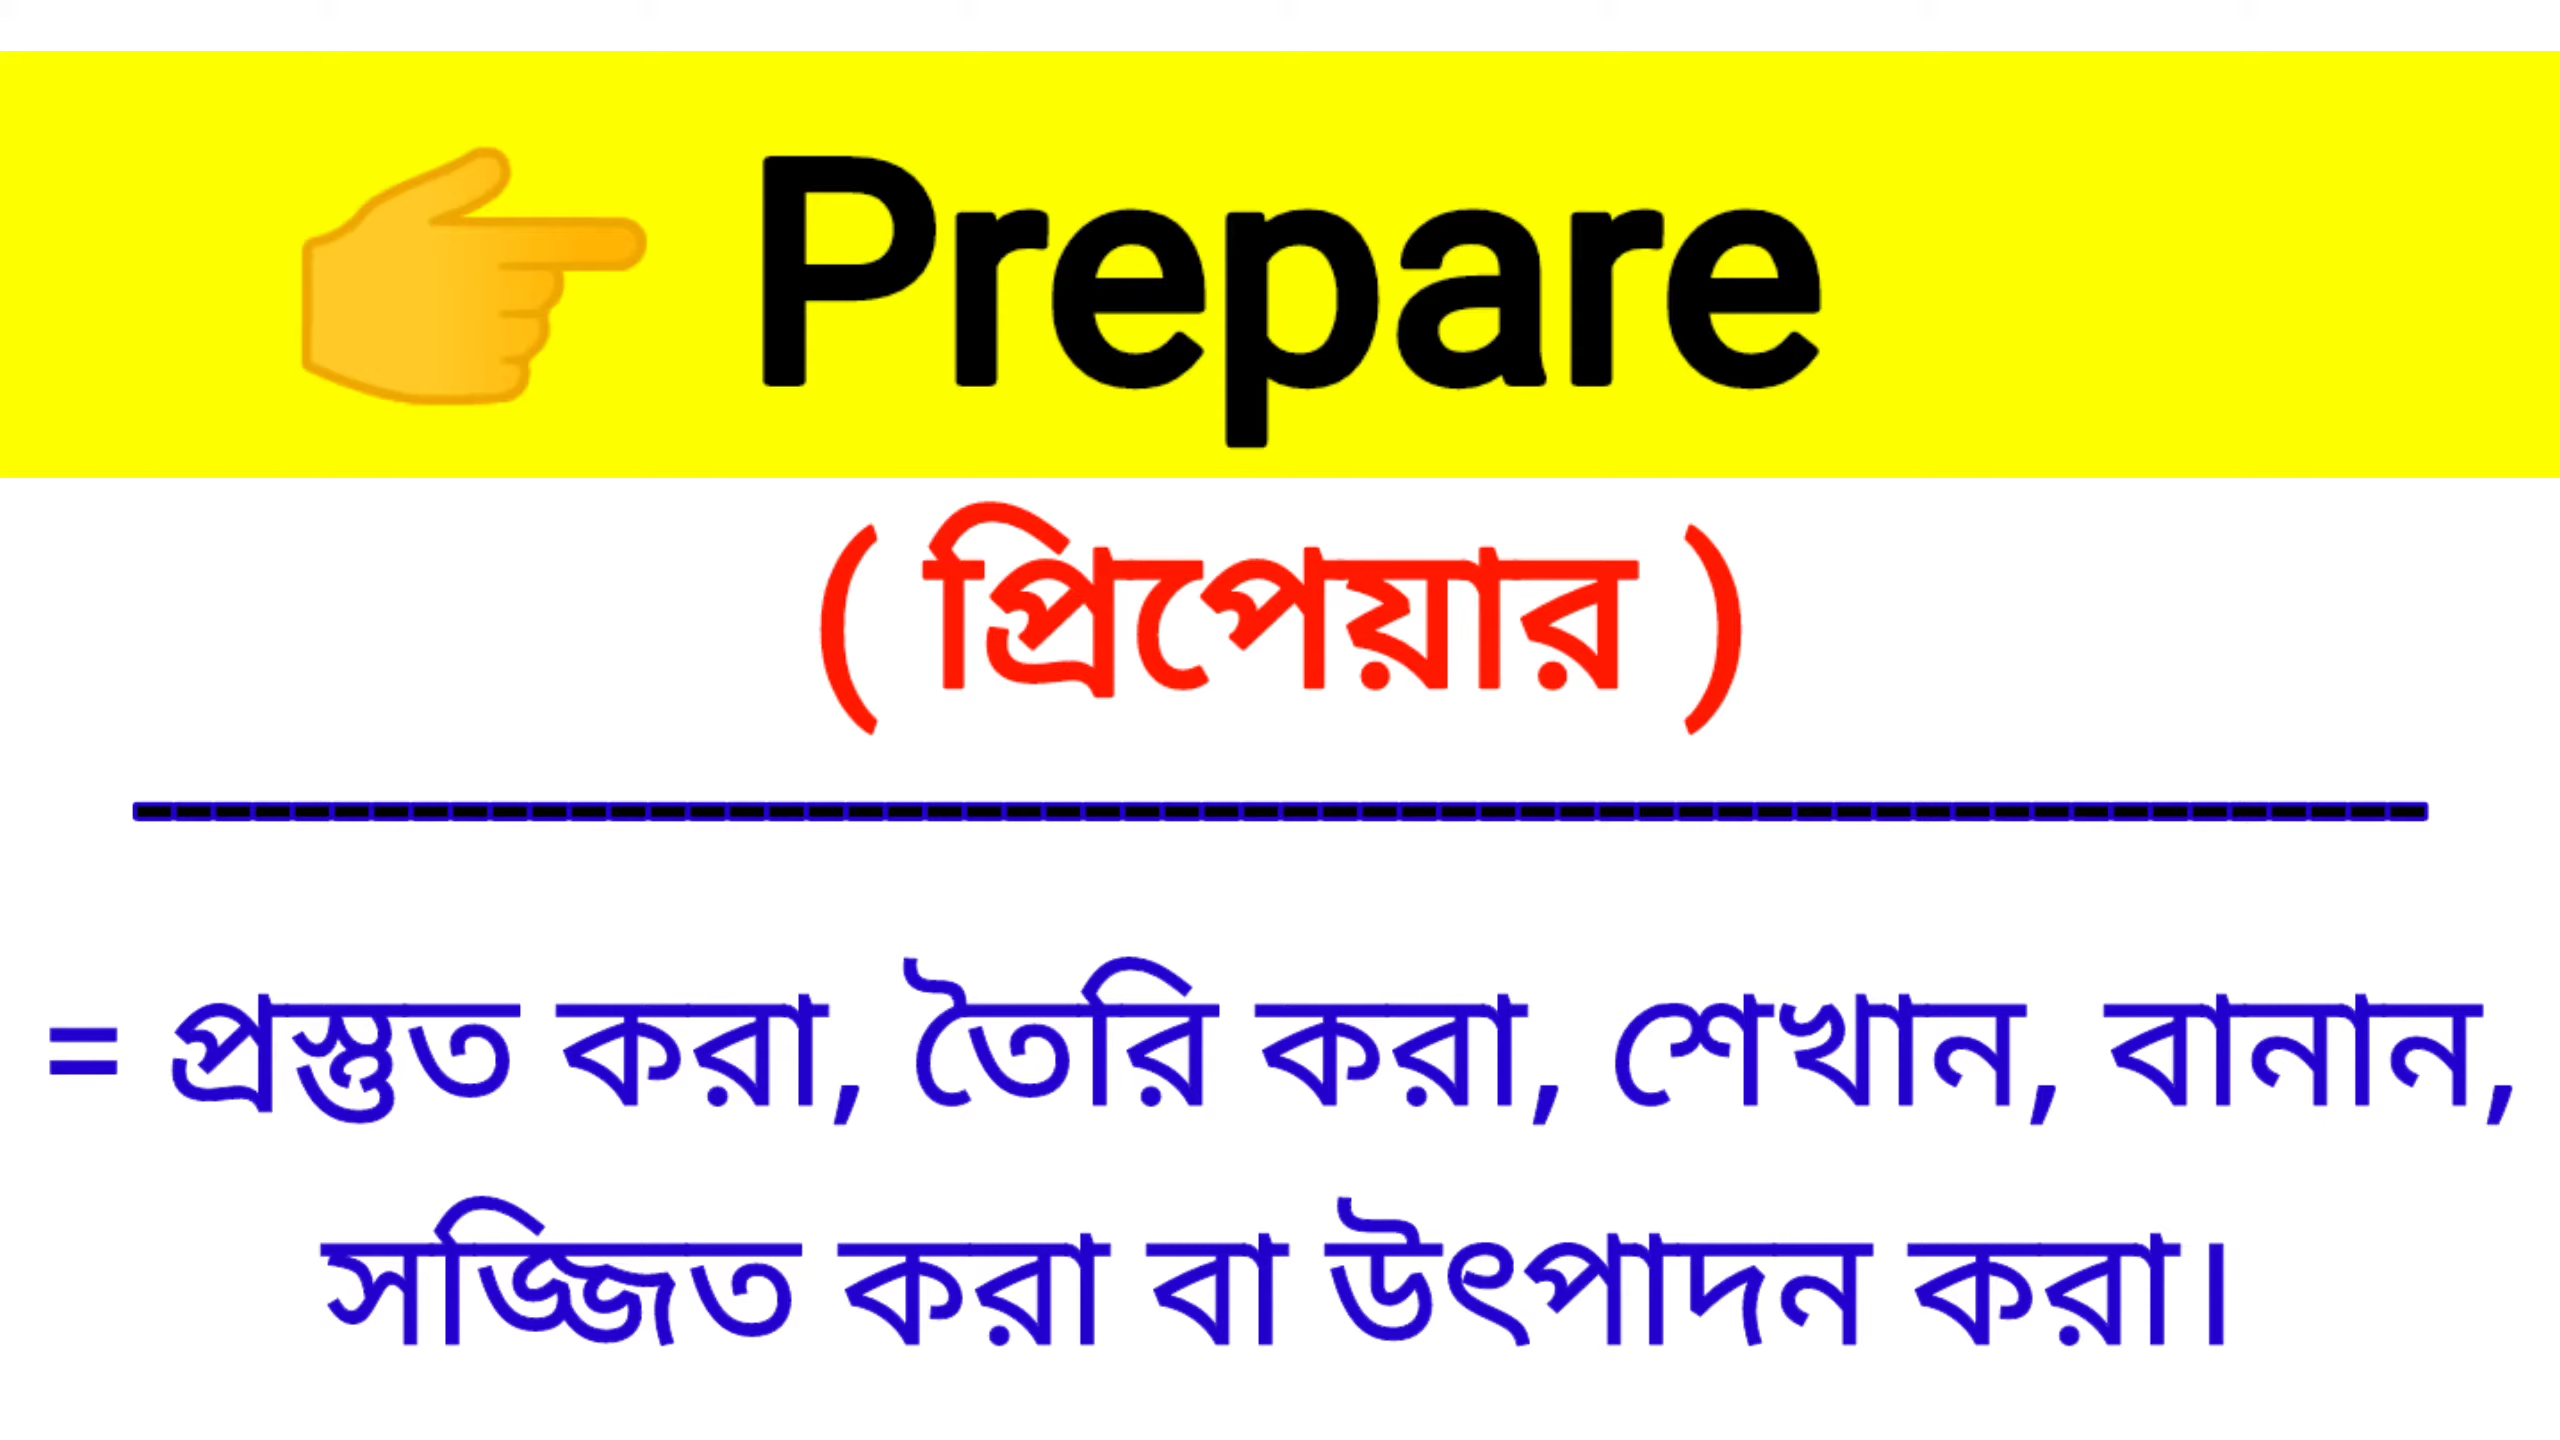 👉 Prepare
( প্রিপেয়ার )
----------------------------------------------------------
= প্রস্তুত করা, তৈরি করা, শেখান, বানান,
সজ্জিত করা বা উৎপাদন করা।